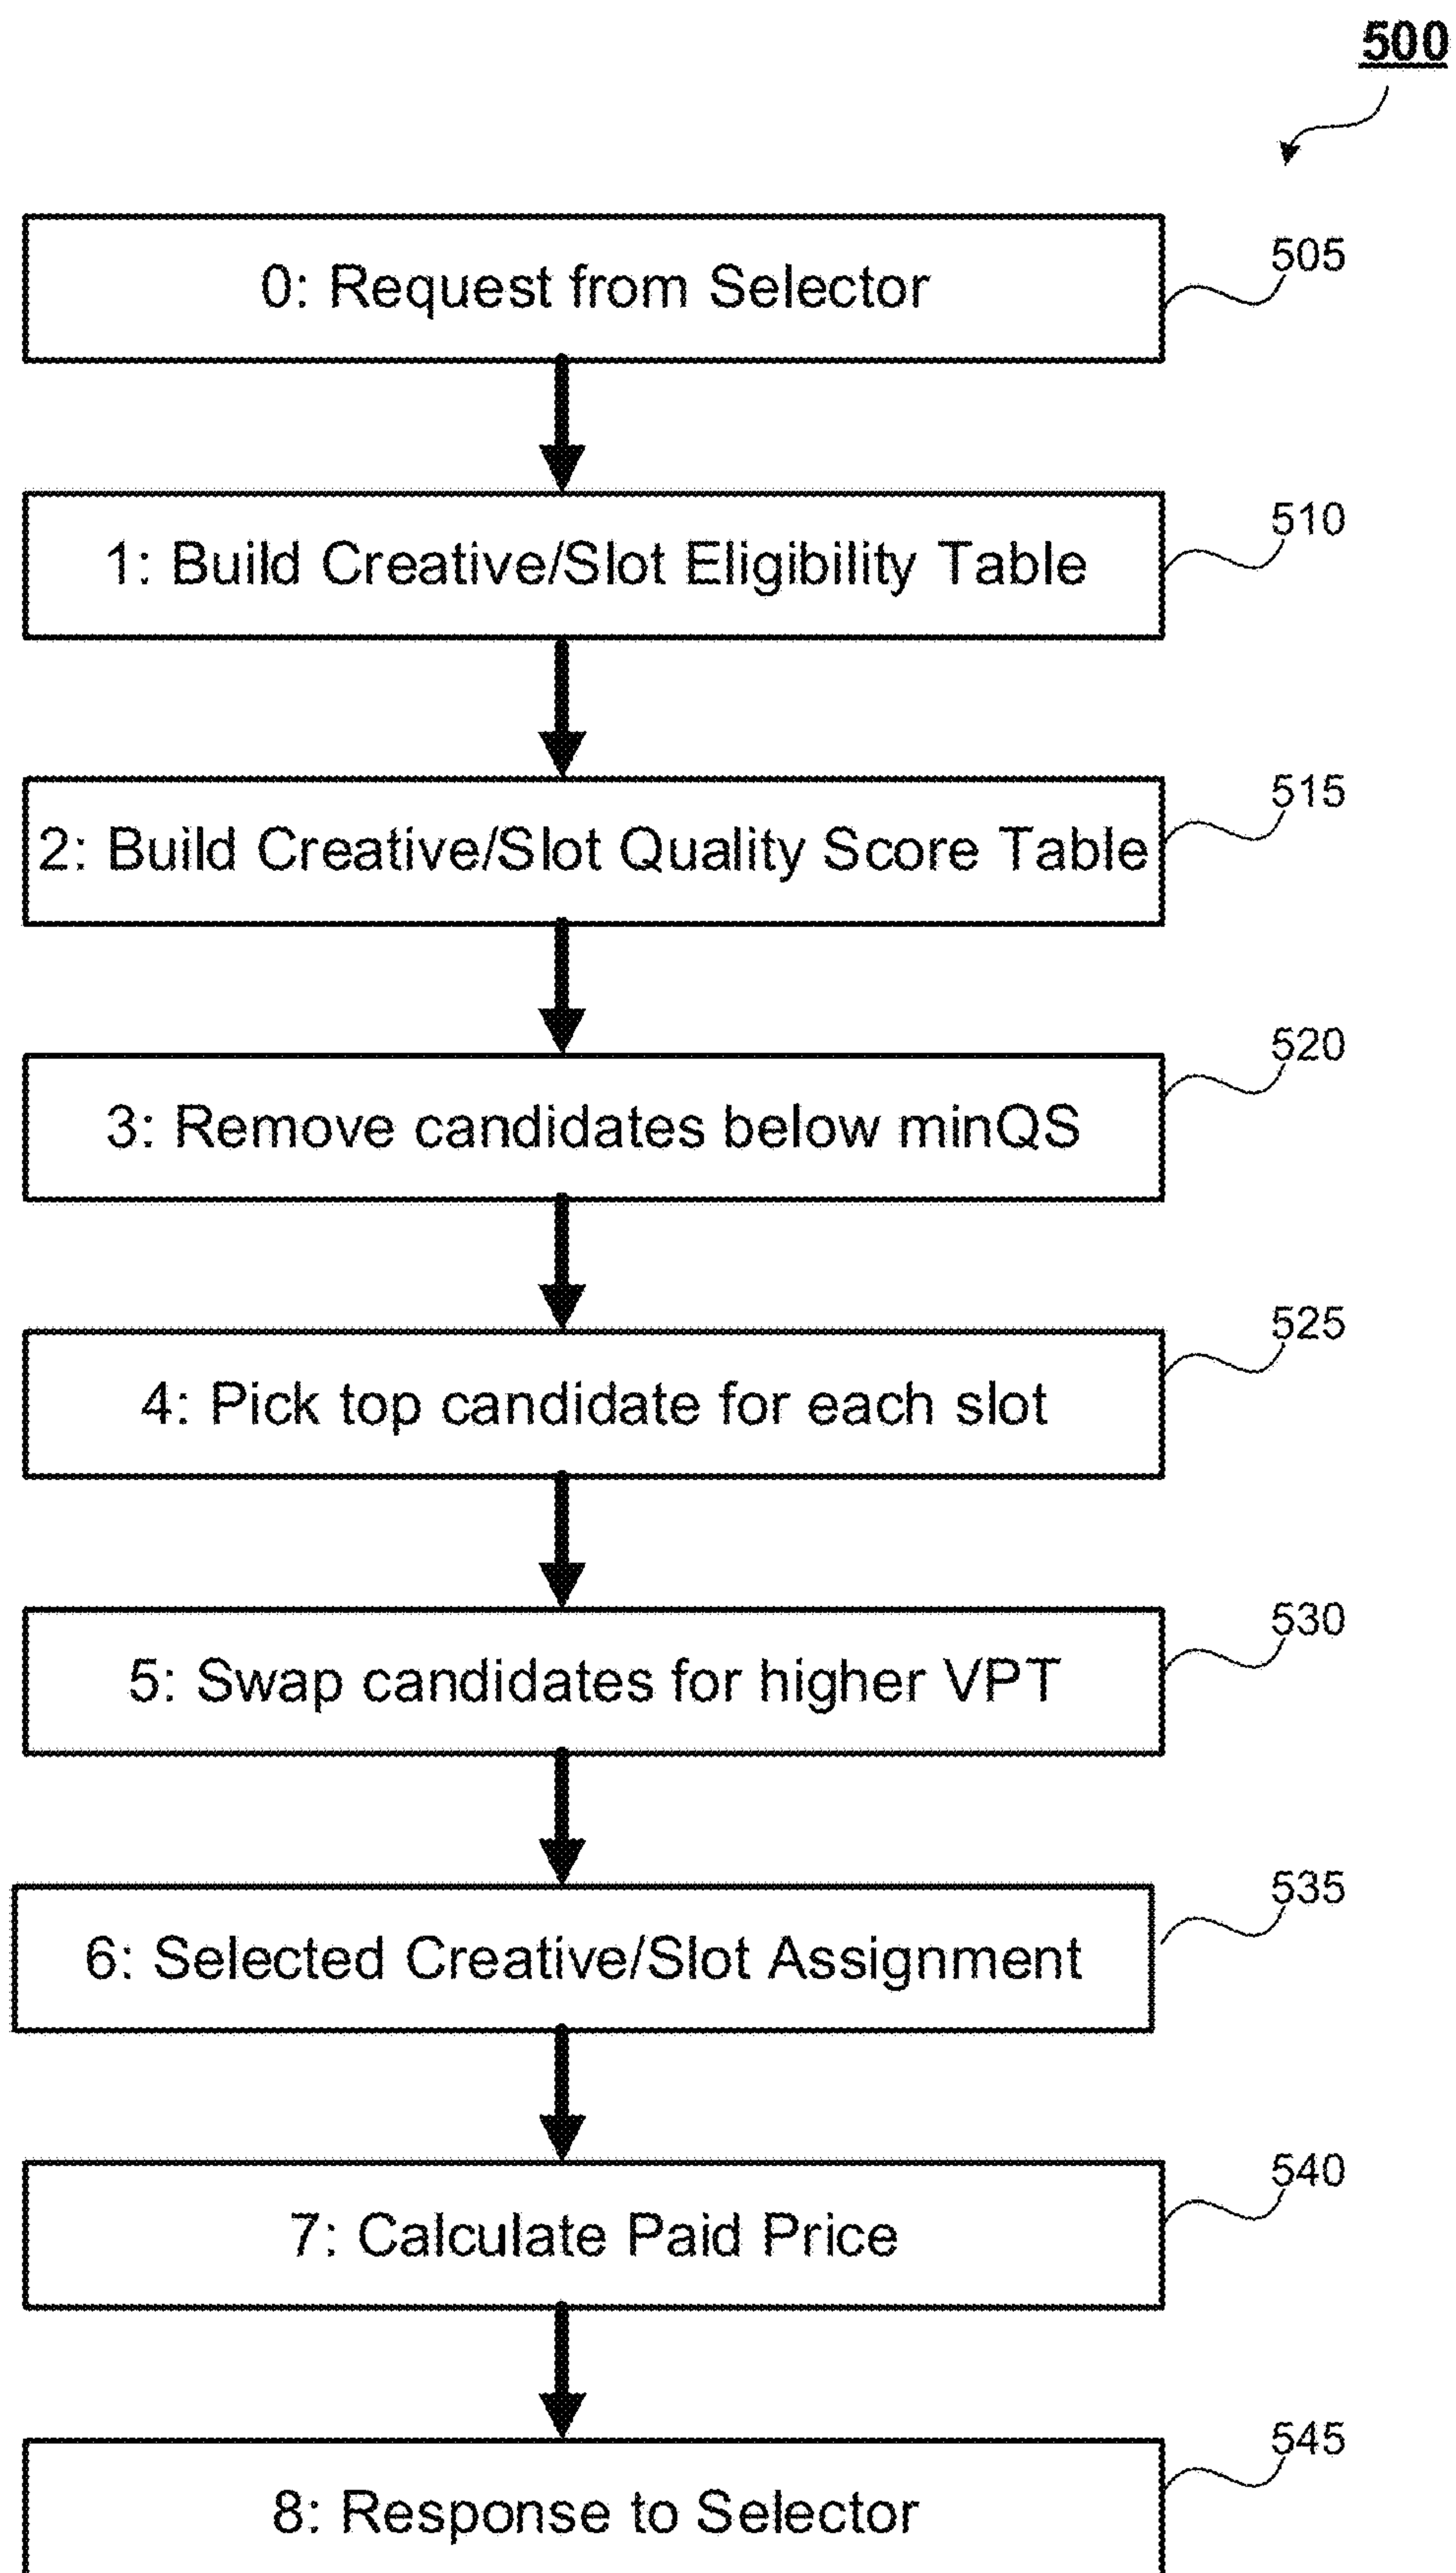 500
0: Request from Selector
505
1: Build Creative/Slot Eligibility Table
510
2: Build Creative/Slot Quality Score Table
515
3: Remove candidates below minQS
520
4: Pick top candidate for each slot
525
5: Swap candidates for higher VPT
530
6: Selected Creative/Slot Assignment
535
7: Calculate Paid Price
540
8: Response to Selector
545